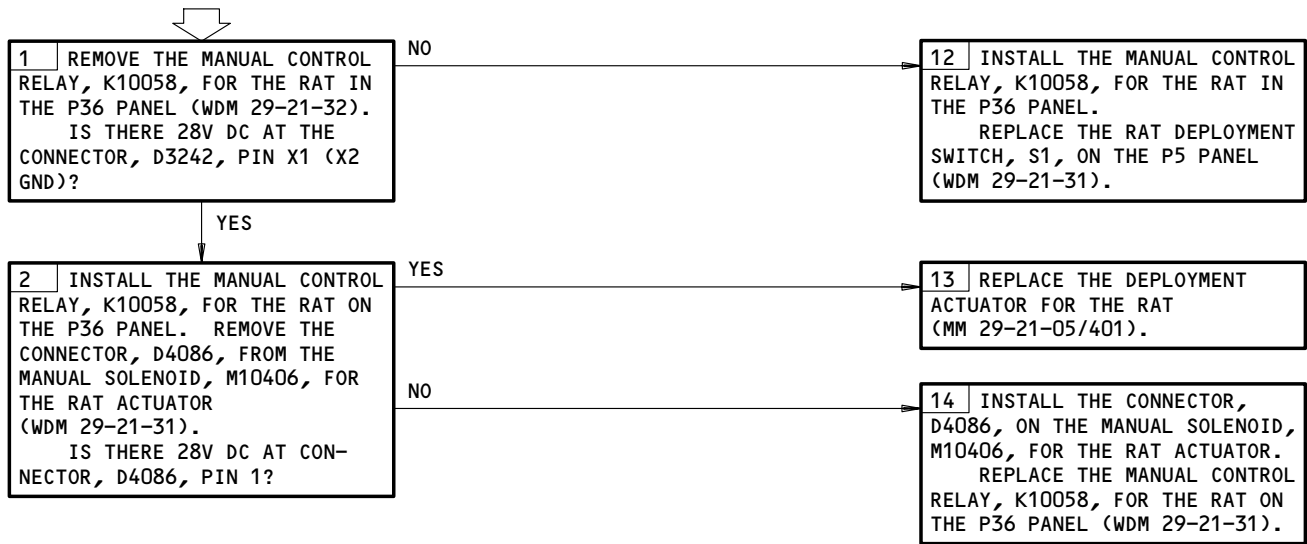 1 REMOVE THE MANUAL CONTROL
RELAY, K10058, FOR THE RAT IN
THE P36 PANEL (WDM 29-21-32).
IS THERE 28V DC AT THE
CONNECTOR, D3242, PIN X1 (X2
GND)?
NO
12 INSTALL THE MANUAL CONTROL
RELAY, K10058, FOR THE RAT IN
THE P36 PANEL.
REPLACE THE RAT DEPLOYMENT
SWITCH, S1, ON THE P5 PANEL
(WDM 29-21-31).
YES
2 INSTALL THE MANUAL CONTROL
RELAY, K10058, FOR THE RAT ON
THE P36 PANEL. REMOVE THE
CONNECTOR, D4086, FROM THE
MANUAL SOLENOID, M10406, FOR
THE RAT ACTUATOR
(WDM 29-21-31).
IS THERE 28V DC AT CON-
NECTOR, D4086, PIN 1?
YES
13 REPLACE THE DEPLOYMENT
ACTUATOR FOR THE RAT
(MM 29-21-05/401).
NO
14 INSTALL THE CONNECTOR,
D4086, ON THE MANUAL SOLENOID,
M10406, FOR THE RAT ACTUATOR.
REPLACE THE MANUAL CONTROL
RELAY, K10058, FOR THE RAT ON
THE P36 PANEL (WDM 29-21-31).